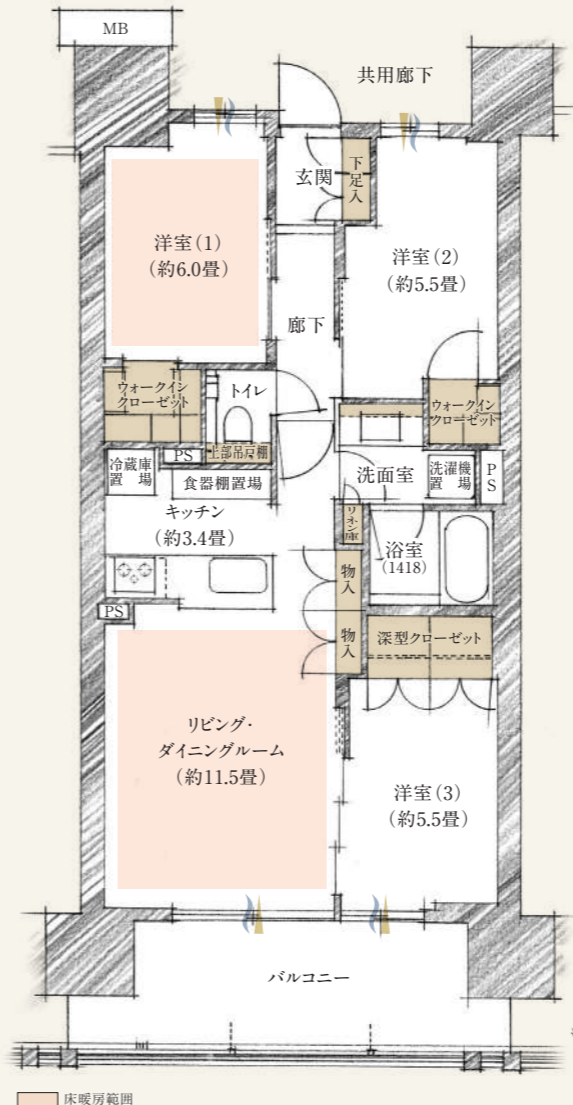 MB
共用廊下
玄関
下足入
洋室(1)
(約6.0畳)
洋室(2)
(約5.5畳)
廊下
ウォークイン
クローゼット
トイレ
ウォークイン
クローゼット
PS
上部吊戸棚
冷蔵庫
置場
食器棚置場
洗面室
洗濯機
置場
PS
キッチン
(約3.4畳)
リネン庫
浴室
(1418)
物入
PS
物入
深型クローゼット
リビング・
ダイニングルーム
(約11.5畳)
洋室(3)
(約5.5畳)
バルコニー
床暖房範囲